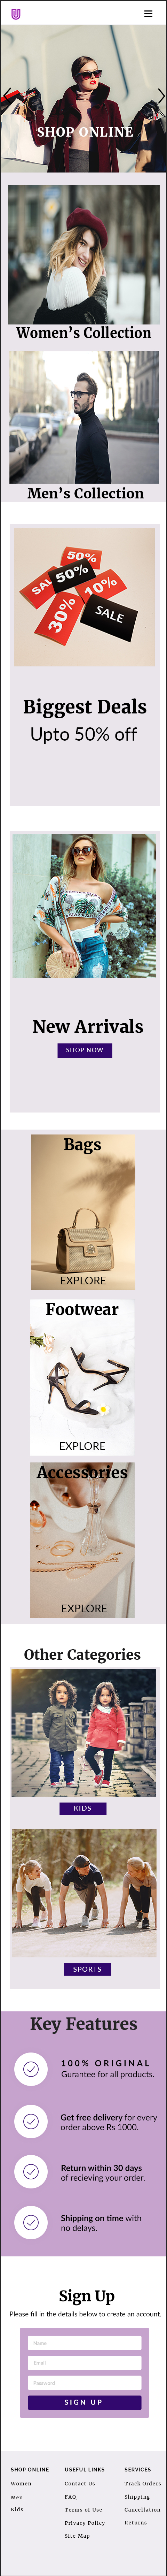 SHOP ONLINE
Women's Collection
Men's Collection
50%
SALE
50%
10%
30%
SALE
Biggest Deals
Upto 50% off
New Arrivals
SHOP NOW
Bags
EXPLORE
Footwear
EXPLORE
Accessories
EXPLORE
Other Categories
KIDS
SPORTS
Key Features
100% ORIGINAL
Gurantee for all products.
Get free delivery for every
order above Rs 1000.
Return within 30 days
of recieving your order.
Shipping on time with
no delays.
Sign Up
Please fill in the details below to create an account.
Name
Email
Password
SIGN UP
SHOP ONLINE
Women
Men
Kids
USEFUL LINKS
Contact Us
FAQ
Terms of Use
Privacy Policy
Site Map
SERVICES
Track Orders
Shipping
Cancellation
Returns